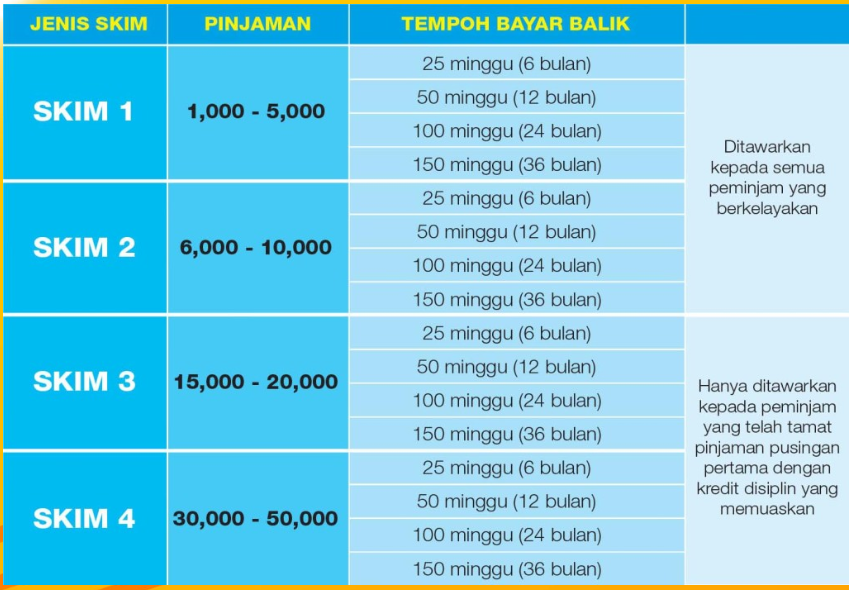 JENIS SKIM
PINJAMAN
TEMPOH BAYAR BALIK
SKIM 1
1,000 - 5,000
25 minggu (6 bulan)
50 minggu (12 bulan)
100 minggu (24 bulan)
150 minggu (36 bulan)
SKIM 2
6,000 - 10,000
25 minggu (6 bulan)
50 minggu (12 bulan)
100 minggu (24 bulan)
150 minggu (36 bulan)
Ditawarkan
kepada semua
peminjam yang
berkelayakan
SKIM 3
15,000 - 20,000
25 minggu (6 bulan)
50 minggu (12 bulan)
100 minggu (24 bulan)
150 minggu (36 bulan)
SKIM 4
30,000 - 50,000
25 minggu (6 bulan)
50 minggu (12 bulan)
100 minggu (24 bulan)
150 minggu (36 bulan)
Hanya ditawarkan
kepada peminjam
yang telah tamat
pinjaman pusingan
pertama dengan
kredit disiplin yang
memuaskan